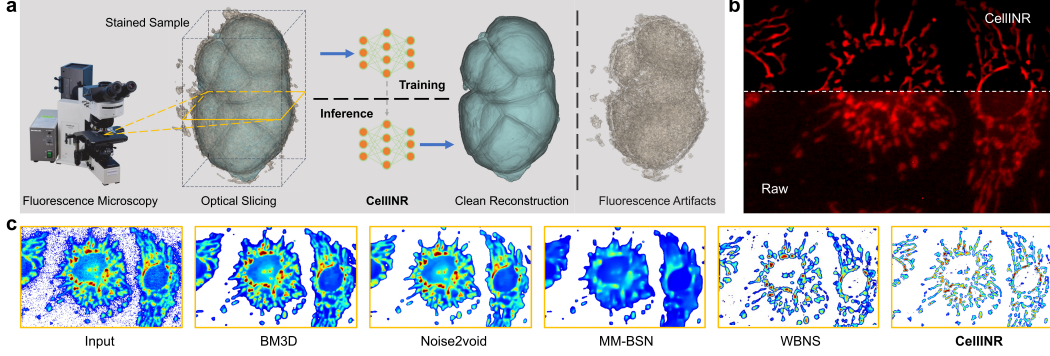 a
Stained Sample
Training
Inference
Fluorescence Microscopy
Optical Slicing
CellINR
Clean Reconstruction
Fluorescence Artifacts
b
CellINR
Raw
c
Input
BM3D
Noise2void
MM-BSN
WBNS
CellINR